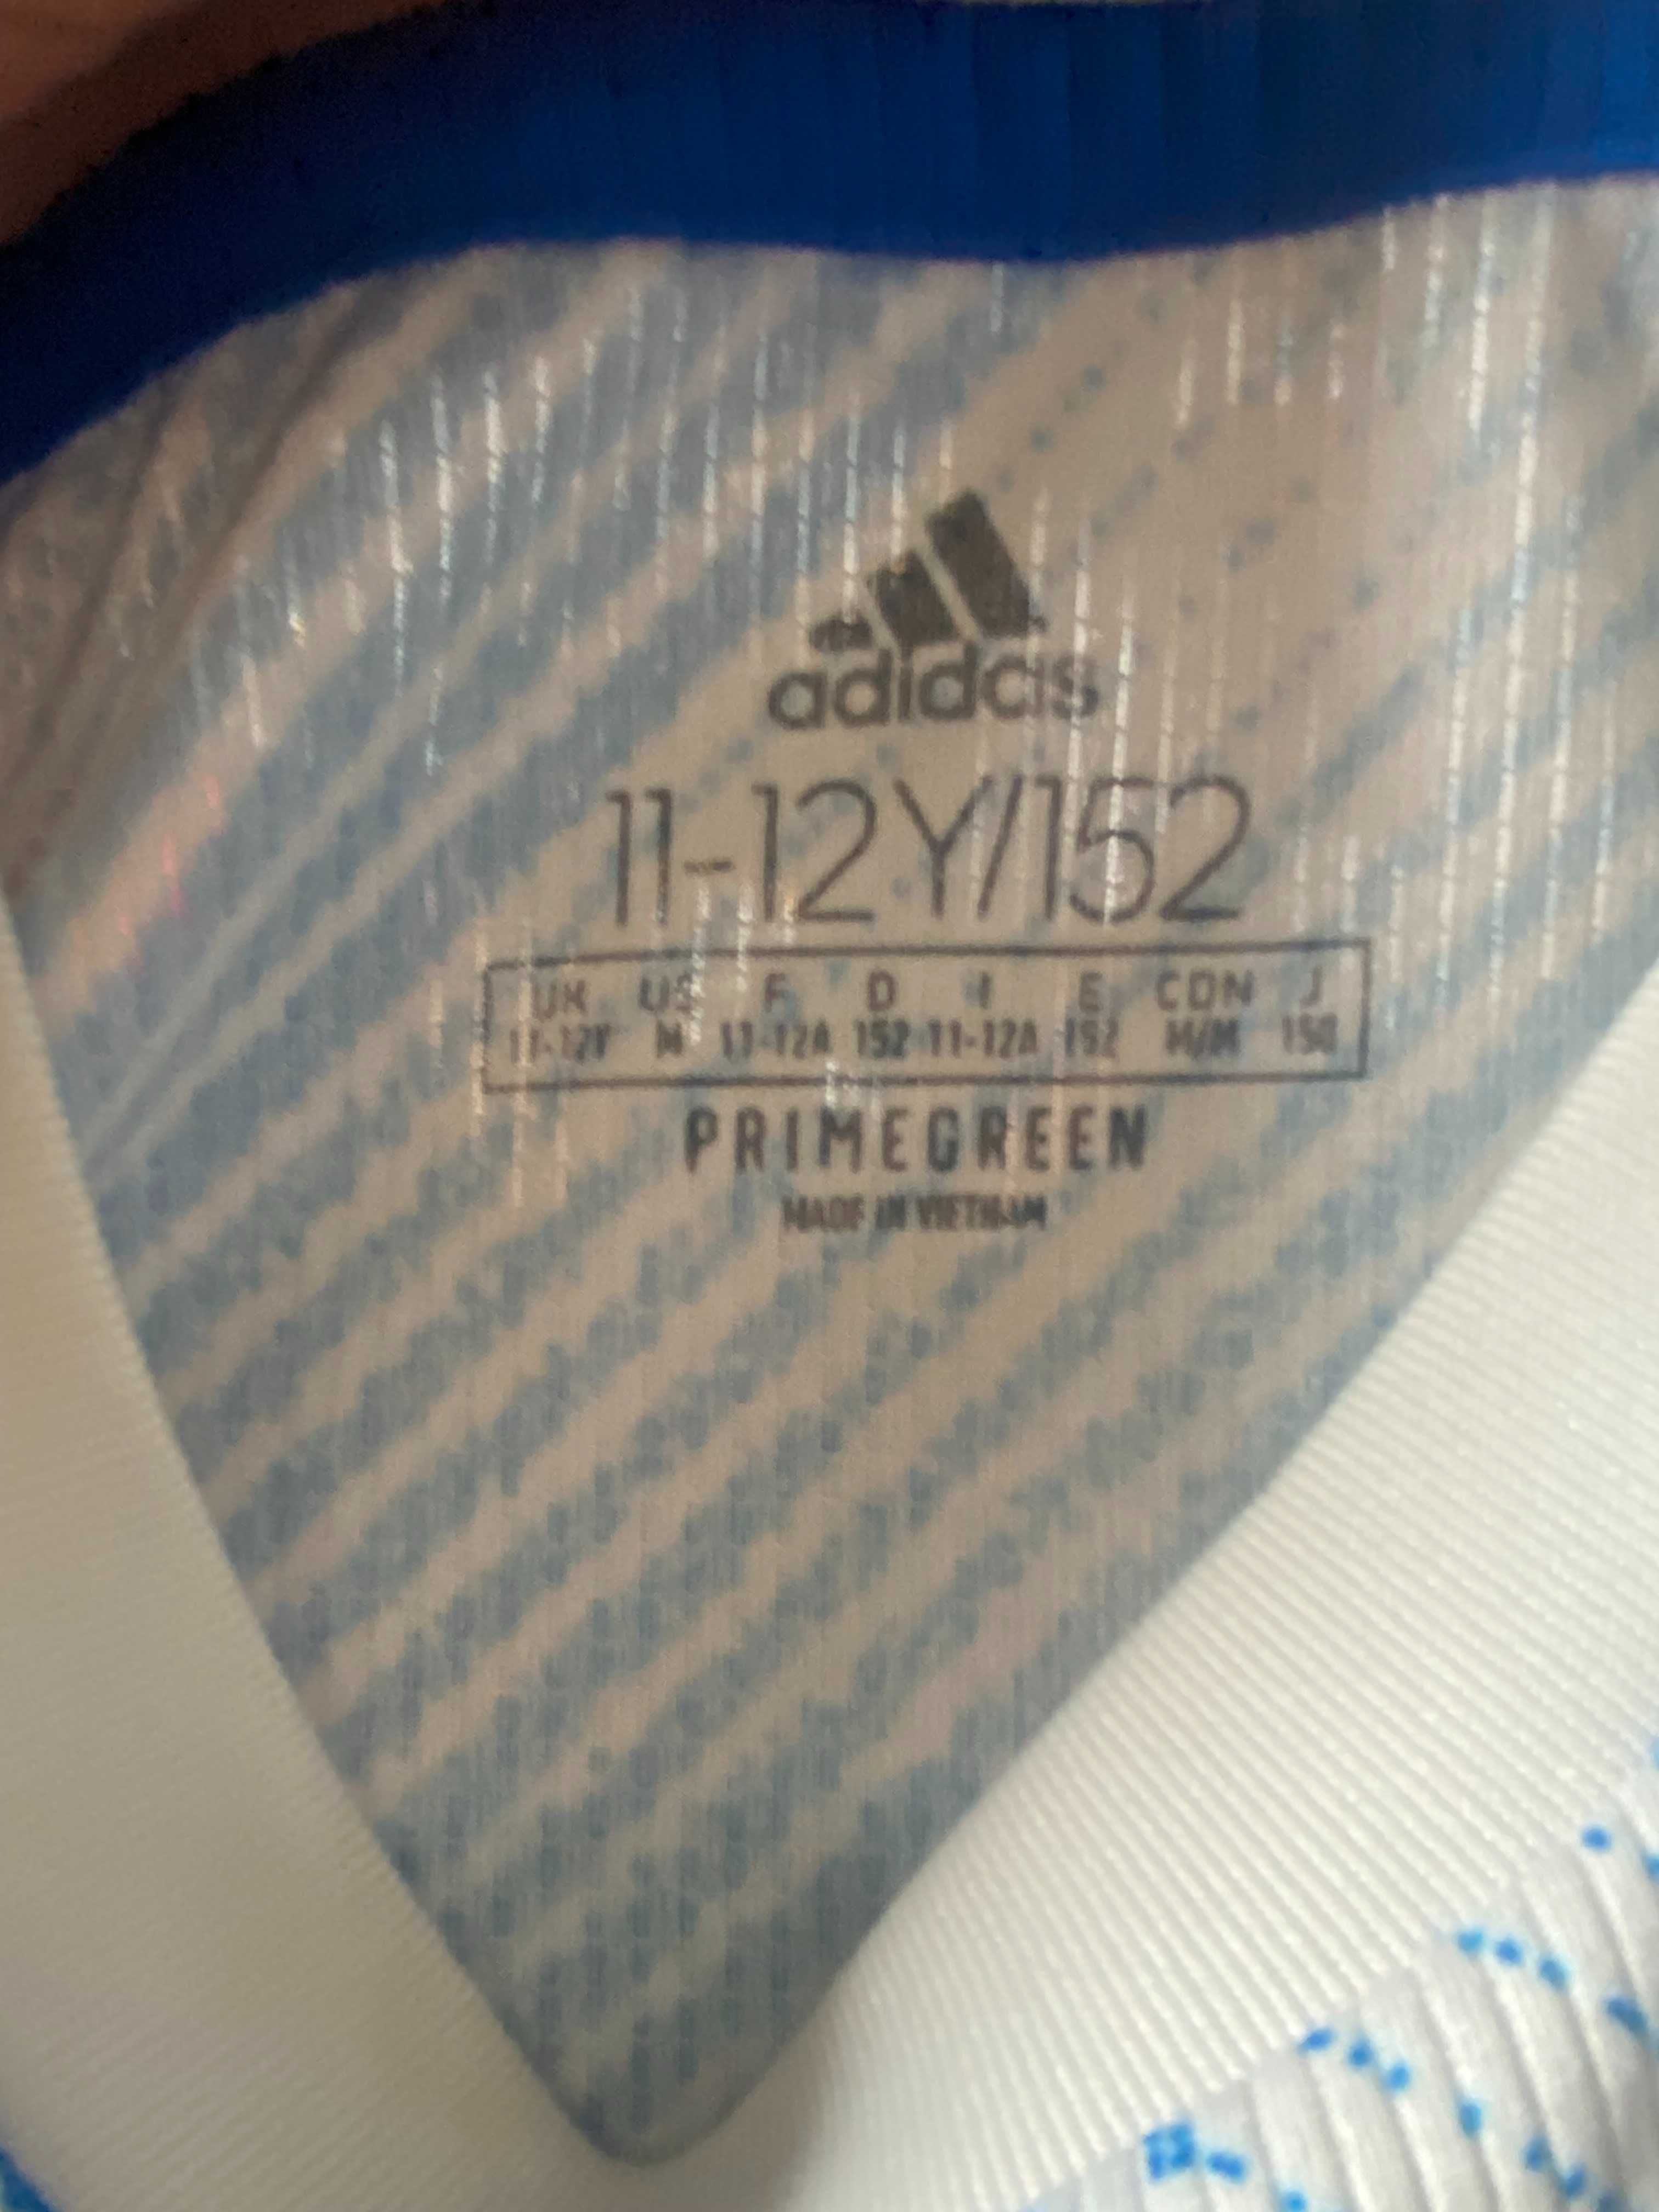 adidas
11-12Y/152
UK US F D I E CDN J
11-12Y M 11-12A 152 11-12A 152 M/M 150
PRIMEGREEN
MADE IN VIETNAM